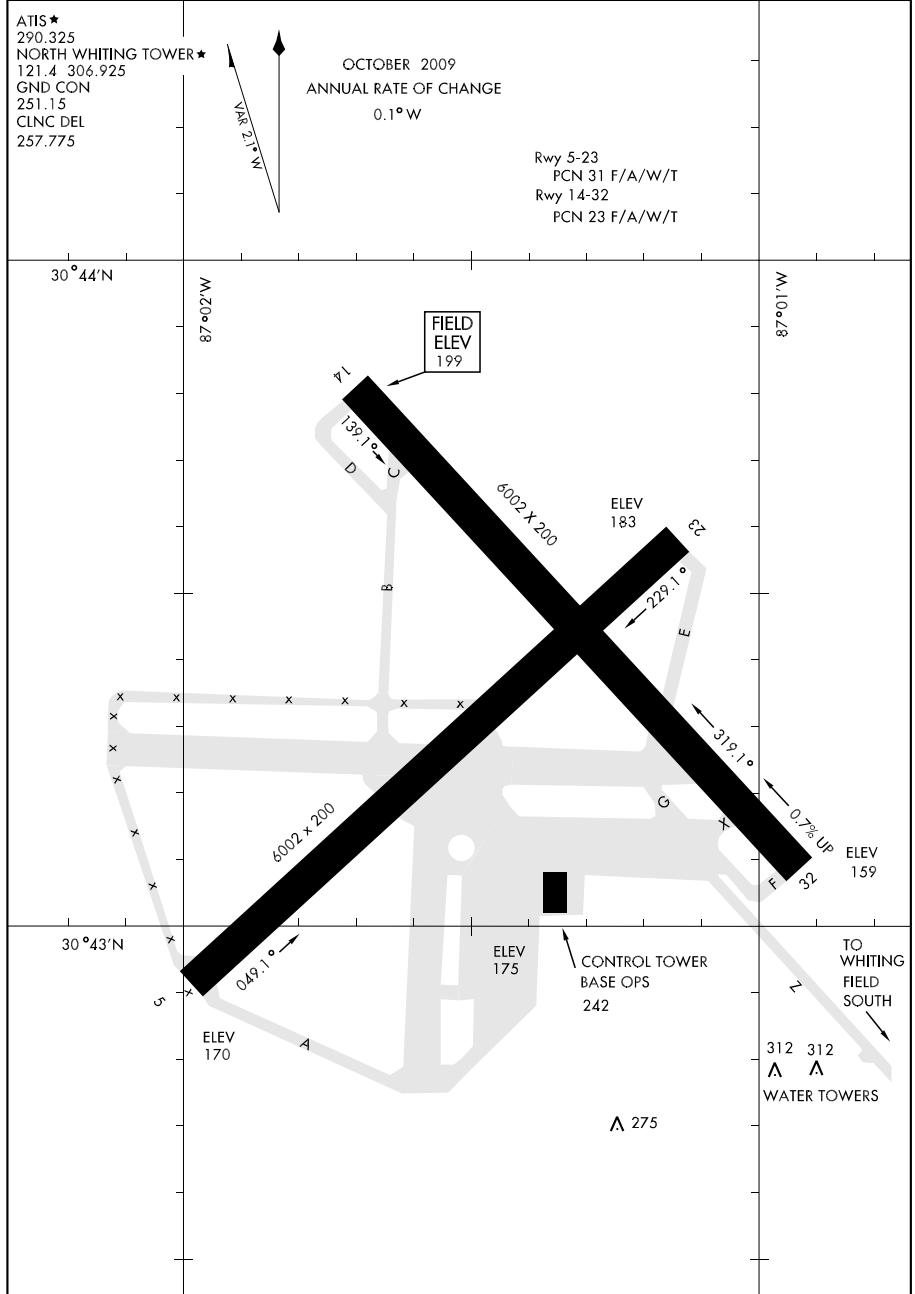 ATIS★
290.325
NORTH WHITING TOWER★
121.4 306.925
GND CON
251.15
CLNC DEL
257.775
VAR 2.1° W
OCTOBER 2009
ANNUAL RATE OF CHANGE
0.1° W
Rwy 5-23
PCN 31 F/A/W/T
Rwy 14-32
PCN 23 F/A/W/T
30°44'N
87°02'W
87°01'W
FIELD
ELEV
199
14
139.1°
D
C
6002 X 200
ELEV
183
23
229.1°
B
E
x x x x x x x
x
x
x
x
x
x
x
319.1°
G
X
0.7% UP
ELEV
159
F
32
6002 x 200
30°43'N
049.1°
5
ELEV
170
A
ELEV
175
CONTROL TOWER
BASE OPS
242
Z
TO
WHITING
FIELD
SOUTH
312 312
WATER TOWERS
275